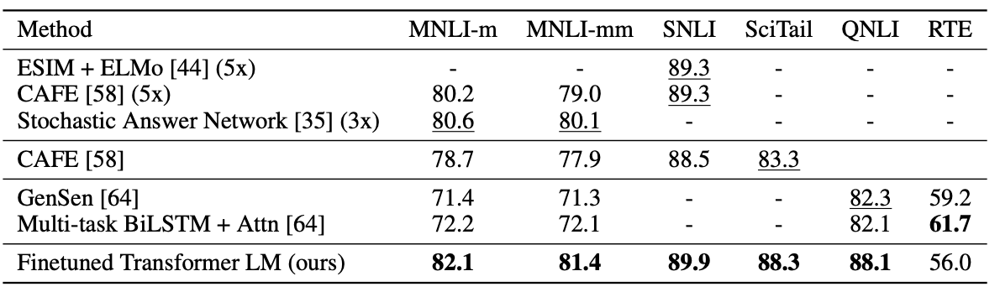 Method MNLI-m MNLI-mm SNLI SciTail QNLI RTE
ESIM + ELMo [44] (5x) - - 89.3 - - -
CAFE [58] (5x) 80.2 79.0 89.3 - - -
Stochastic Answer Network [35] (3x) 80.6 80.1 - - - -
CAFE [58] 78.7 77.9 88.5 83.3
GenSen [64] 71.4 71.3 - - 82.3 59.2
Multi-task BiLSTM + Attn [64] 72.2 72.1 - - 82.1 61.7
Finetuned Transformer LM (ours) 82.1 81.4 89.9 88.3 88.1 56.0